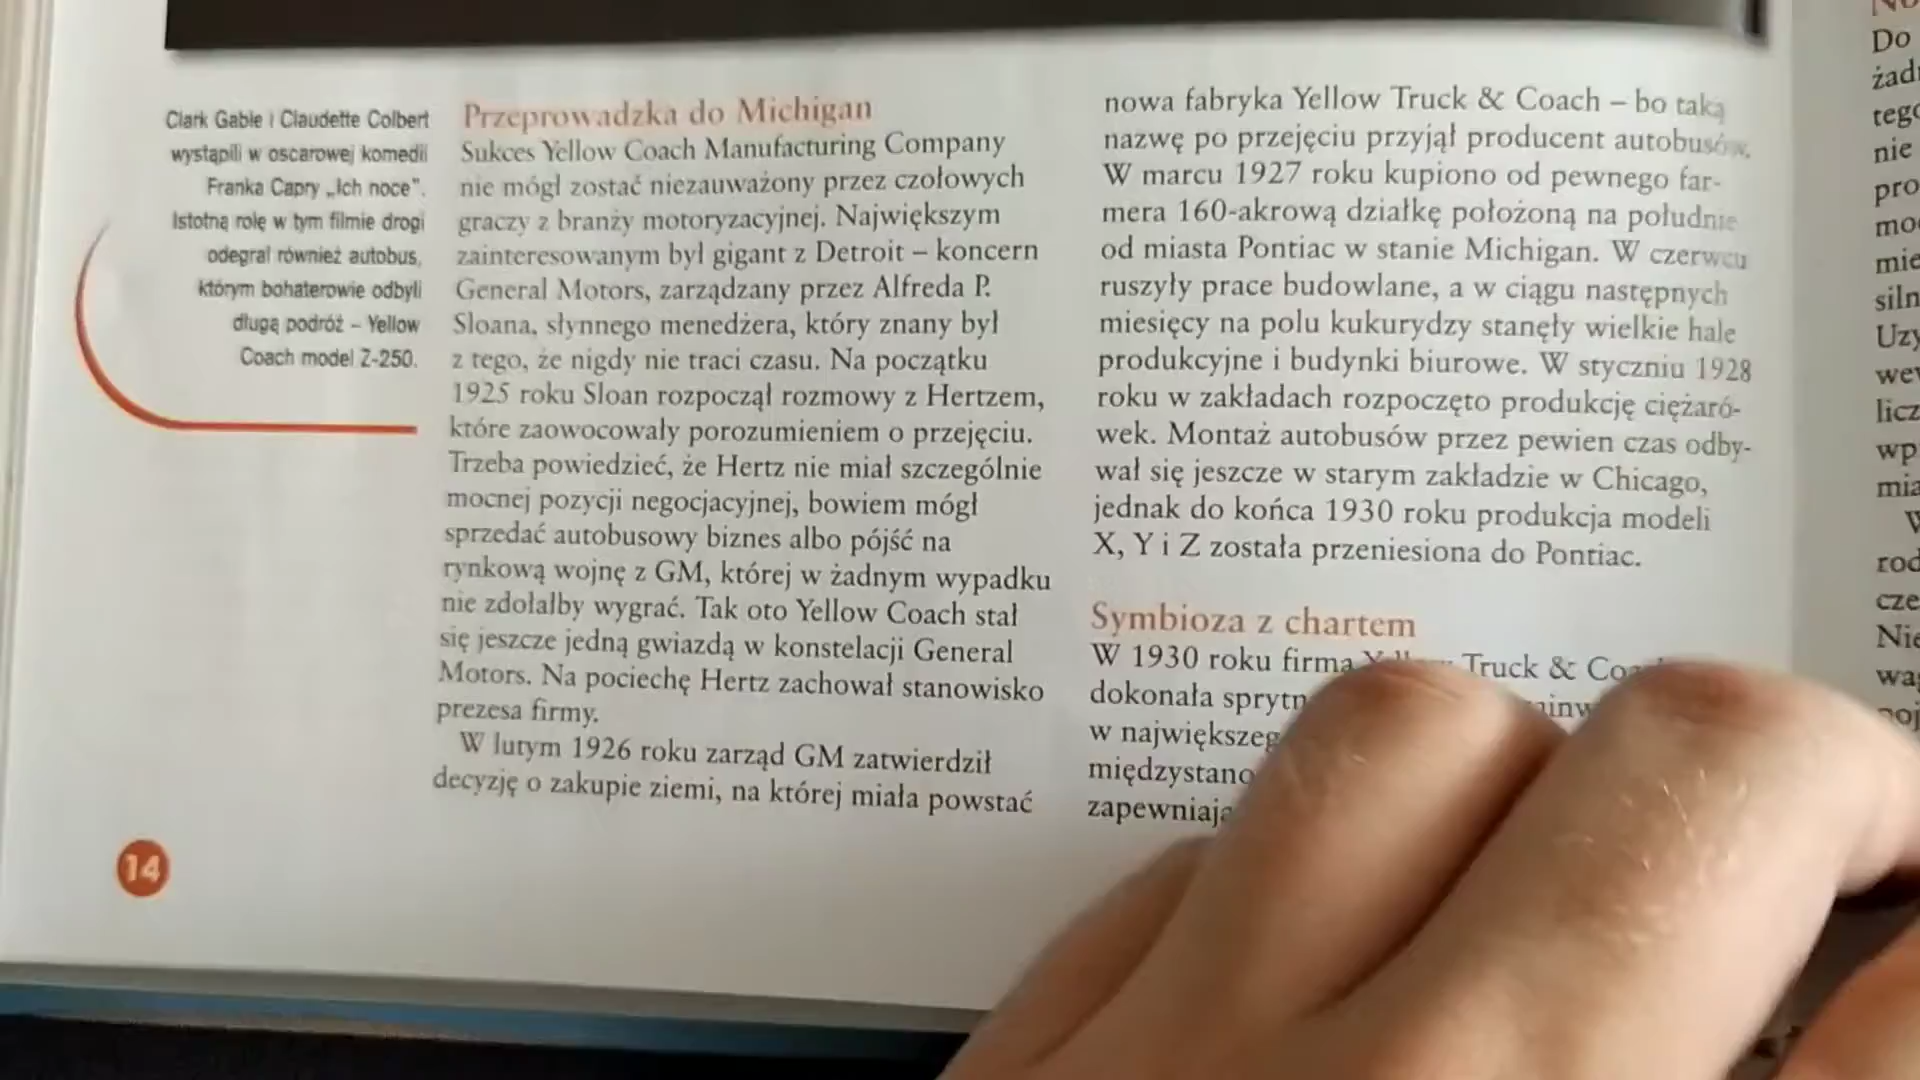 Clark Gable i Claudette Colbert
wystąpili w oscarowej komedii
Franka Capry „Ich noce”.
Istotną rolę w tym filmie drogi
odegrał również autobus,
którym bohaterowie odbyli
długą podróż – Yellow
Coach model Z-250.
Przeprowadzka do Michigan
Sukces Yellow Coach Manufacturing Company
nie mógł zostać niezauważony przez czołowych
graczy z branży motoryzacyjnej. Największym
zainteresowanym był gigant z Detroit – koncern
General Motors, zarządzany przez Alfreda P.
Sloana, słynnego menedżera, który znany był
z tego, że nigdy nie traci czasu. Na początku
1925 roku Sloan rozpoczął rozmowy z Hertzem,
które zaowocowały porozumieniem o przejęciu.
Trzeba powiedzieć, że Hertz nie miał szczególnie
mocnej pozycji negocjacyjnej, bowiem mógł
sprzedać autobusowy biznes albo pójść na
rynkową wojnę z GM, której w żadnym wypadku
nie zdołałby wygrać. Tak oto Yellow Coach stał
się jeszcze jedną gwiazdą w konstelacji General
Motors. Na pociechę Hertz zachował stanowisko
prezesa firmy.
W lutym 1926 roku zarząd GM zatwierdził
decyzję o zakupie ziemi, na której miała powstać
nowa fabryka Yellow Truck & Coach – bo taką
nazwę po przejęciu przyjął producent autobusów.
W marcu 1927 roku kupiono od pewnego far-
mera 160-akrową działkę położoną na południe
od miasta Pontiac w stanie Michigan. W czerwcu
ruszyły prace budowlane, a w ciągu następnych
miesięcy na polu kukurydzy stanęły wielkie hale
produkcyjne i budynki biurowe. W styczniu 1928
roku w zakładach rozpoczęto produkcję ciężaró-
wek. Montaż autobusów przez pewien czas odby-
wał się jeszcze w starym zakładzie w Chicago,
jednak do końca 1930 roku produkcja modeli
X, Y i Z została przeniesiona do Pontiac.
Symbioza z chartem
W 1930 roku firma Truck &
dokonała
w
14
Do
nie